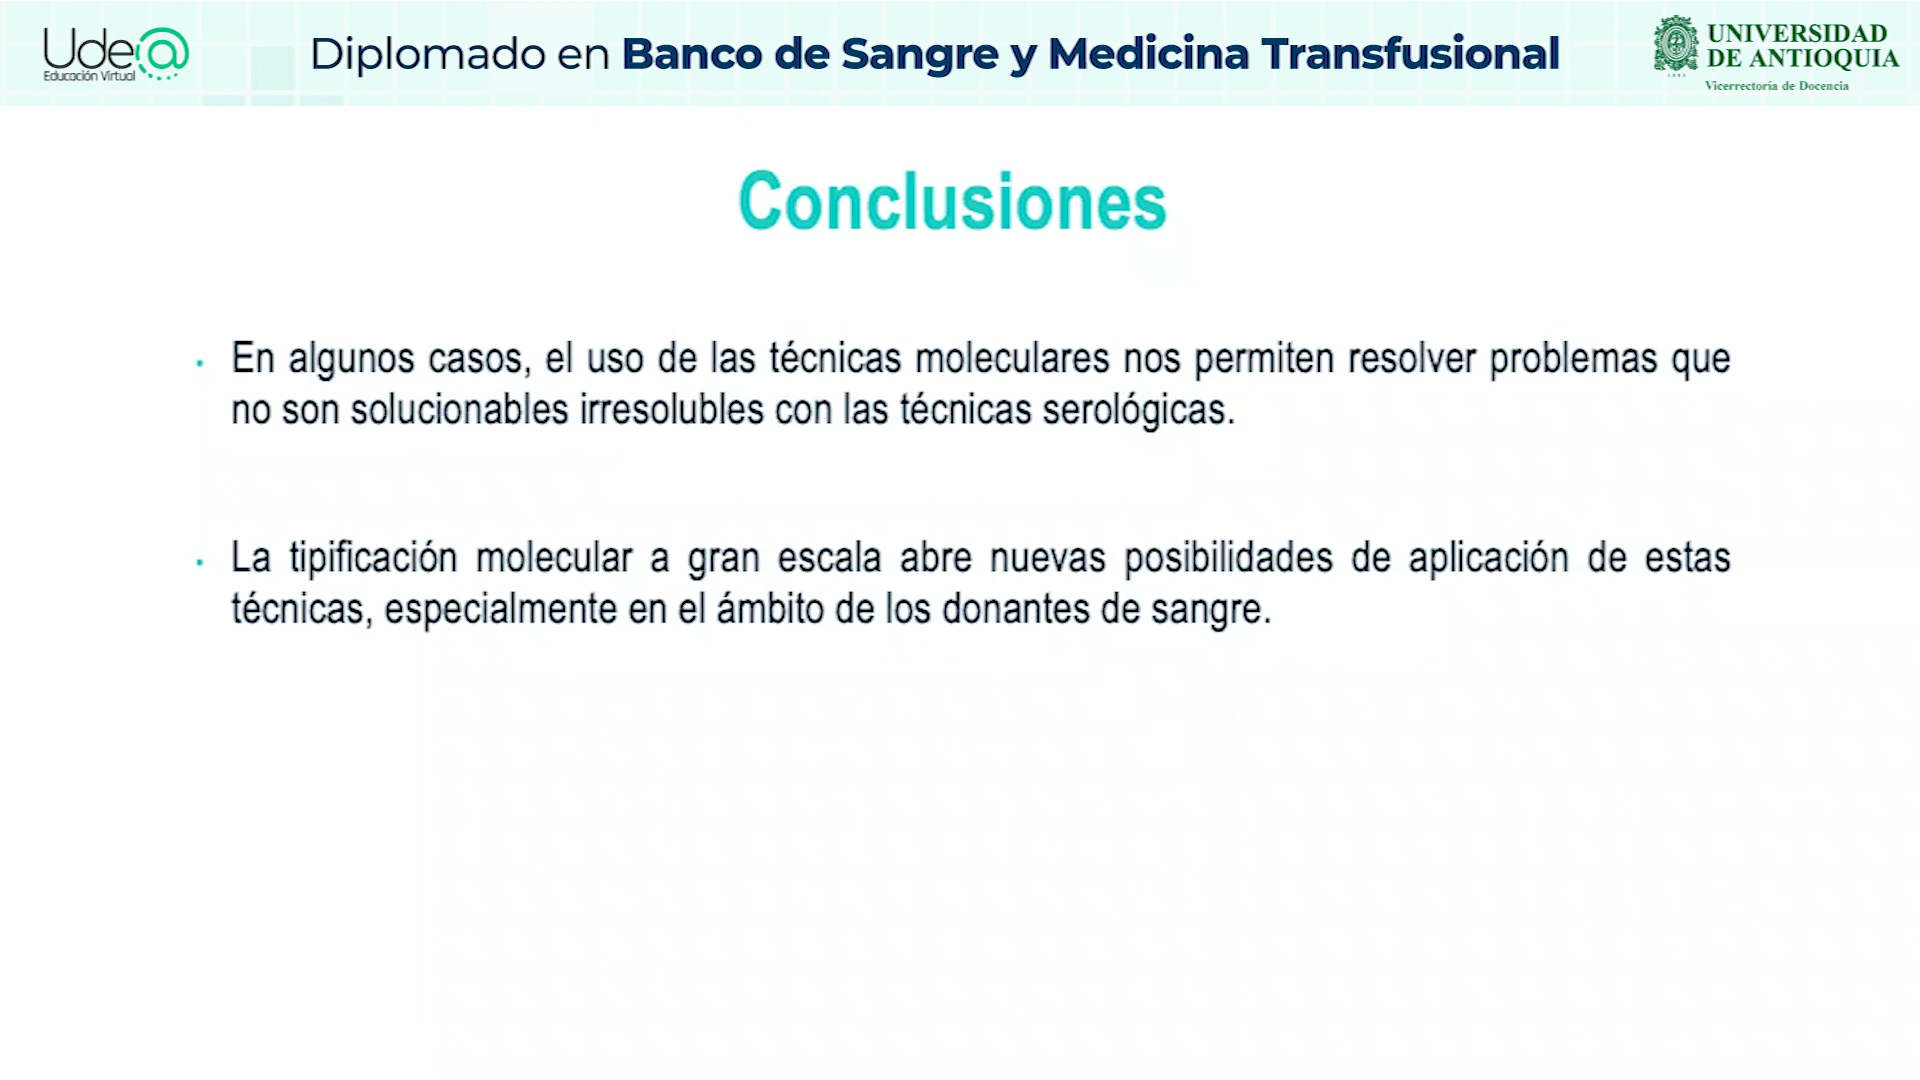 Ude@
Educación Virtual
Diplomado en Banco de Sangre y Medicina Transfusional
UNIVERSIDAD
DE ANTIOQUIA
Vicerrectoría de Docencia
Conclusiones
• En algunos casos, el uso de las técnicas moleculares nos permiten resolver problemas que
no son solucionables irresolubles con las técnicas serológicas.
• La tipificación molecular a gran escala abre nuevas posibilidades de aplicación de estas
técnicas, especialmente en el ámbito de los donantes de sangre.